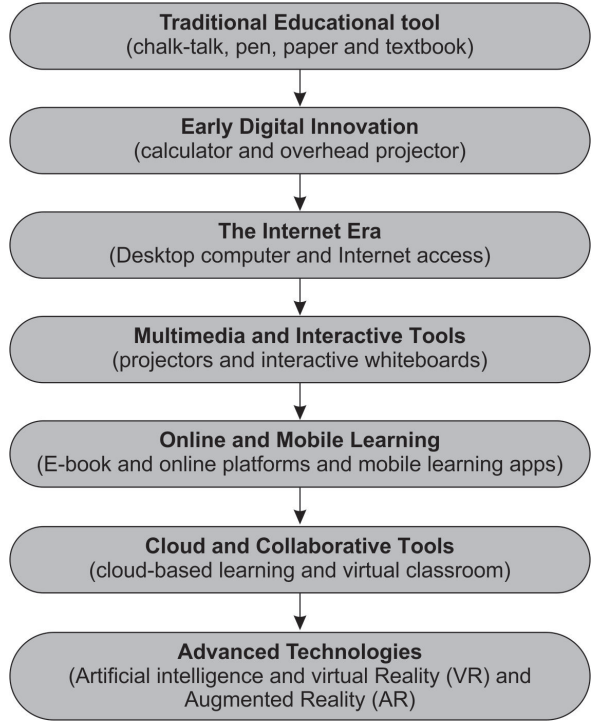 Traditional Educational tool
(chalk-talk, pen, paper and textbook)
Early Digital Innovation
(calculator and overhead projector)
The Internet Era
(Desktop computer and Internet access)
Multimedia and Interactive Tools
(projectors and interactive whiteboards)
Online and Mobile Learning
(E-book and online platforms and mobile learning apps)
Cloud and Collaborative Tools
(cloud-based learning and virtual classroom)
Advanced Technologies
(Artificial intelligence and virtual Reality (VR) and
Augmented Reality (AR)